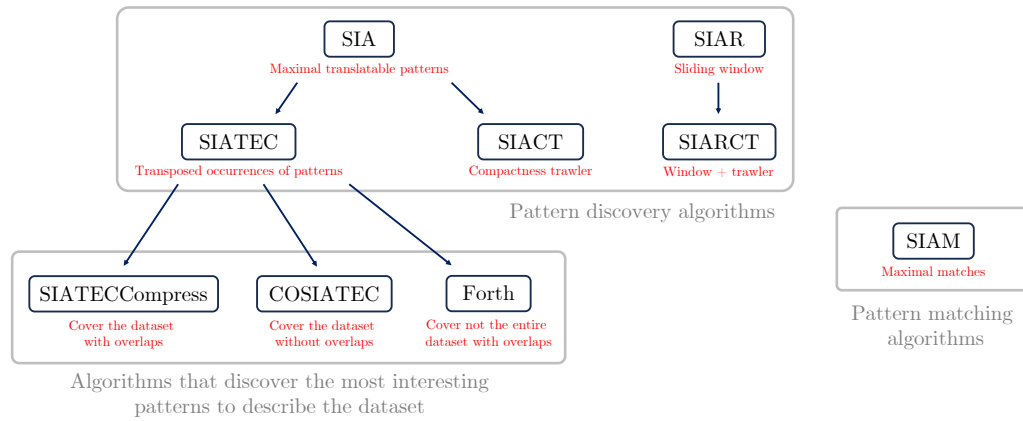 SIA
Maximal translatable patterns
SIAR
Sliding window
SIATEC
Transposed occurrences of patterns
SIACT
Compactness trawler
SIARCT
Window + trawler
Pattern discovery algorithms
SIAM
Maximal matches
Pattern matching
algorithms
SIATECCompress
Cover the dataset
with overlaps
COSIATEC
Cover the dataset
without overlaps
Forth
Cover not the entire
dataset with overlaps
Algorithms that discover the most interesting
patterns to describe the dataset